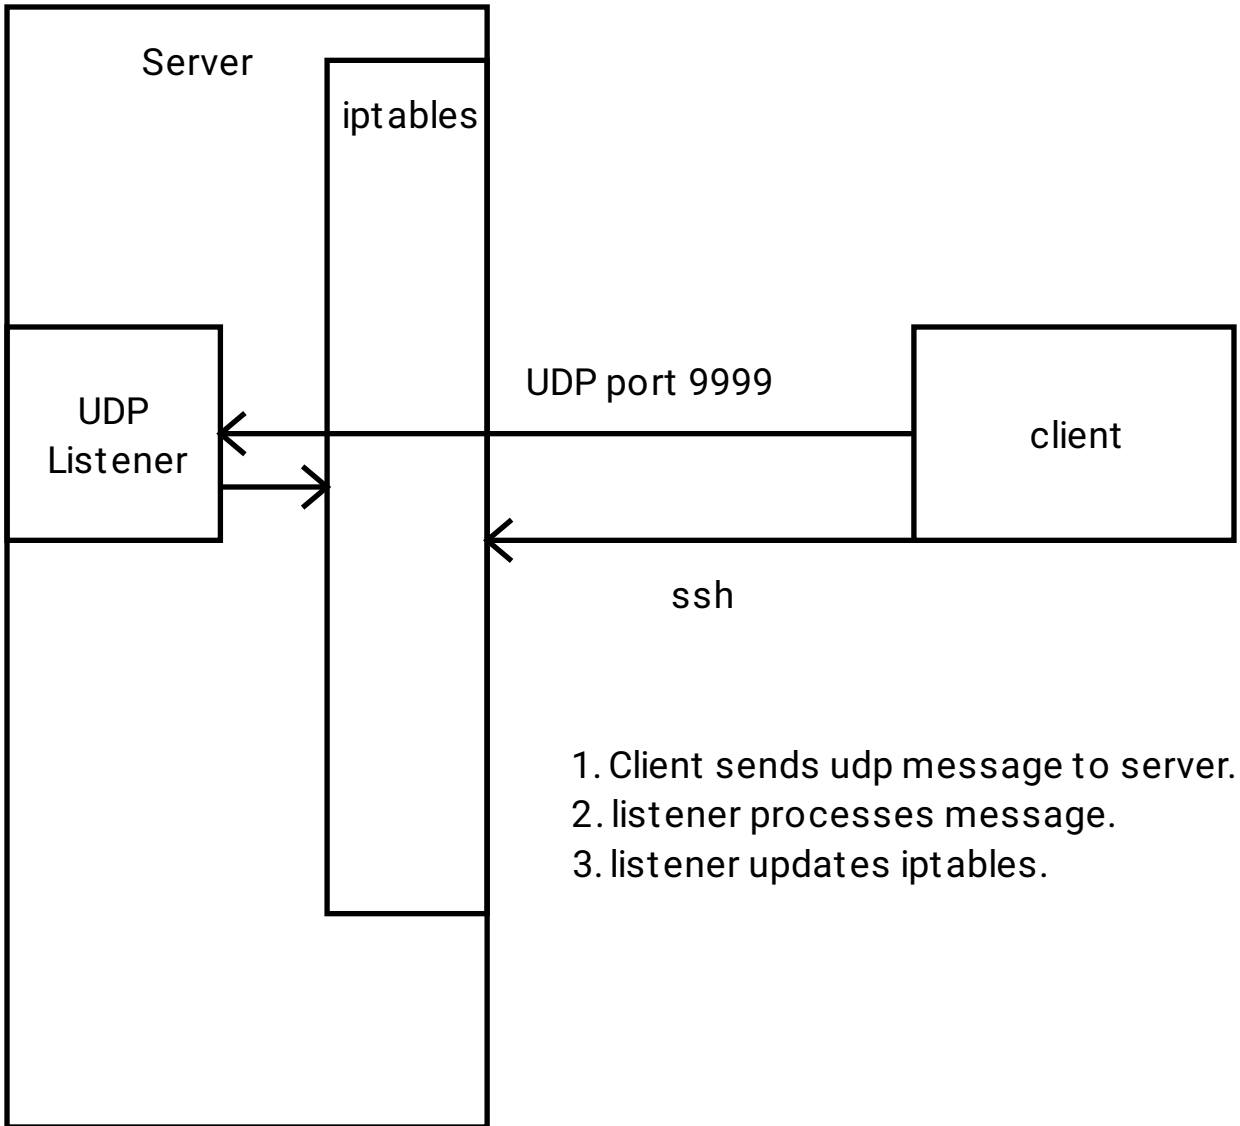 Server
iptables
UDP port 9999
UDP
Listener
client
ssh
1. Client sends udp message to server.
2. listener processes message.
3. listener updates iptables.